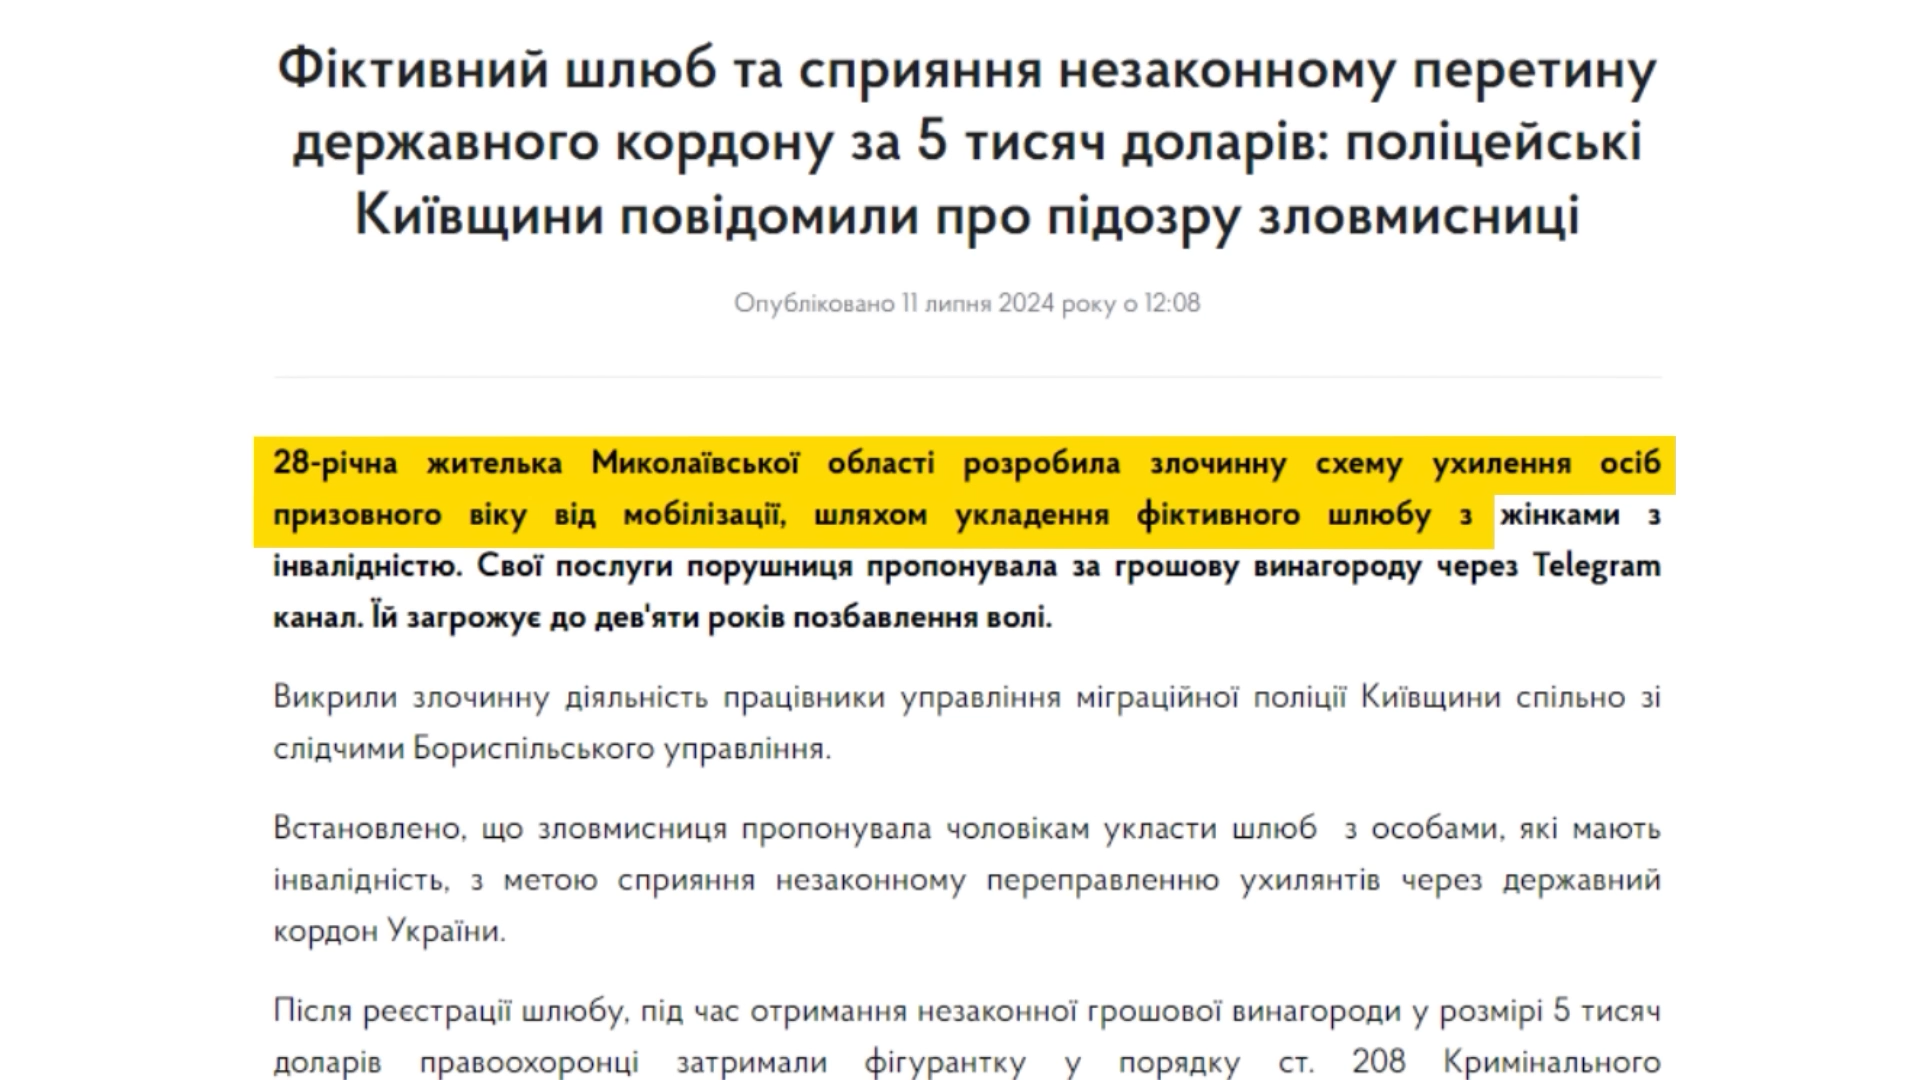 Фіктивний шлюб та сприяння незаконному перетину
державного кордону за 5 тисяч доларів: поліцейські
Київщини повідомили про підозру зловмисниці
Опубліковано 11 липня 2024 року о 12:08
28-річна жителька Миколаївської області розробила злочинну схему ухилення осіб
призовного віку від мобілізації, шляхом укладення фіктивного шлюбу з жінками з
інвалідністю. Свої послуги порушниця пропонувала за грошову винагороду через Telegram
канал. Їй загрожує до дев'яти років позбавлення волі.
Викрили злочинну діяльність працівники управління міграційної поліції Київщини спільно зі
слідчими Бориспільського управління.
Встановлено, що зловмисниця пропонувала чоловікам укласти шлюб з особами, які мають
інвалідність, з метою сприяння незаконному переправленню ухилянтів через державний
кордон України.
Після реєстрації шлюбу, під час отримання незаконної грошової винагороди у розмірі 5 тисяч
доларів правоохоронці затримали фігурантку у порядку ст. 208 Кримінального